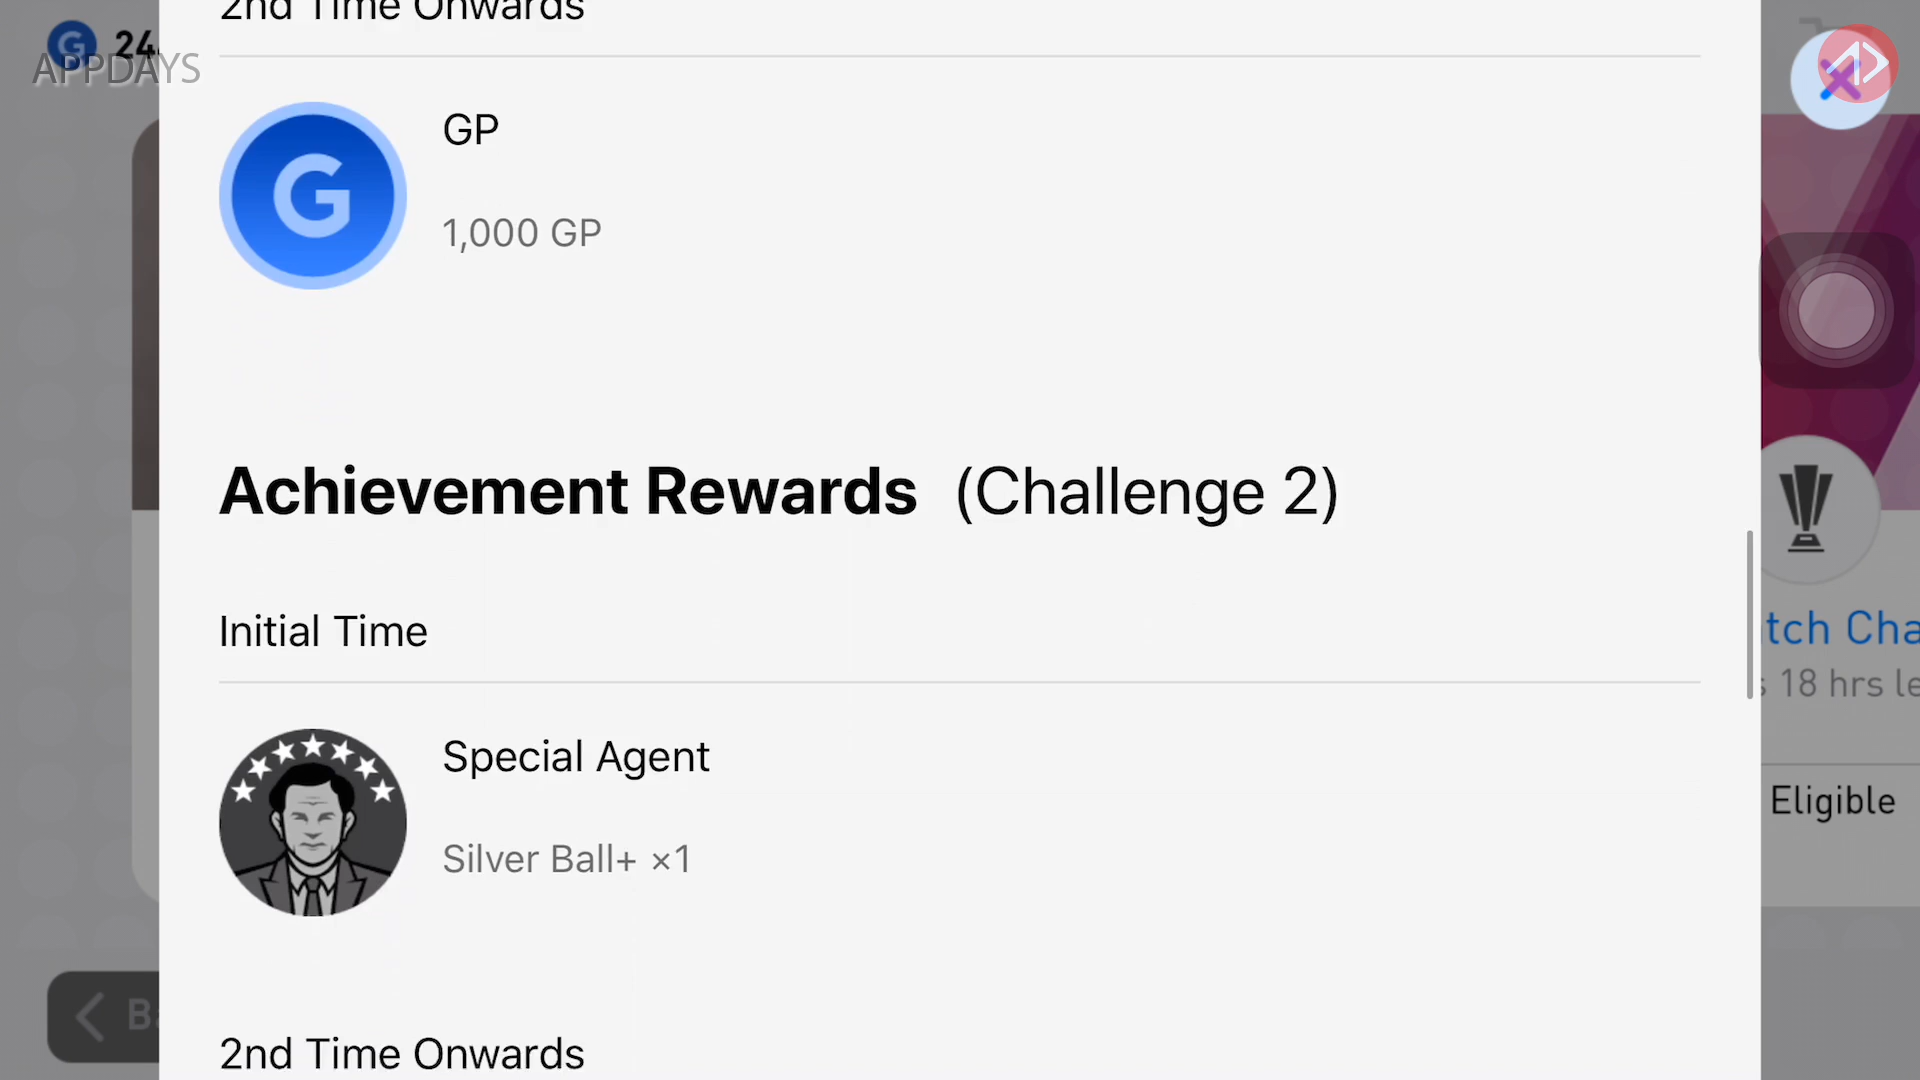 2nd Time Onwards
24
APPDAYS
GP
1,000 GP
Achievement Rewards (Challenge 2)
Initial Time
tch Cha
18 hrs le
Special Agent
Eligible
Silver Ball+ ×1
2nd Time Onwards